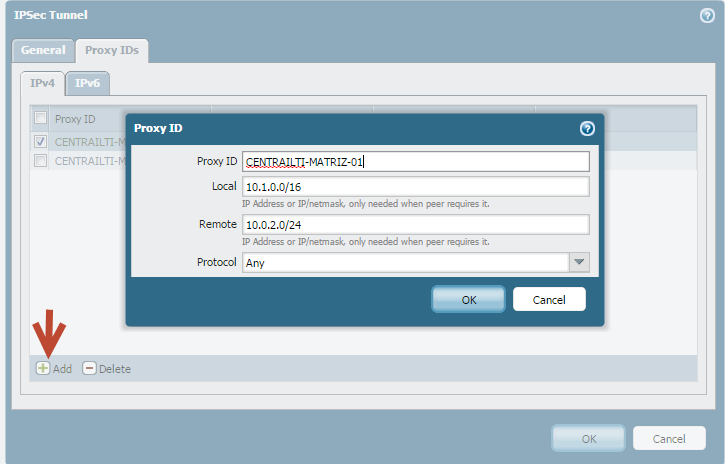 IPSec Tunnel
General Proxy IDs
IPv4 IPv6
Proxy ID
CENTRAILTI-M
CENTRAILTI-M
Proxy ID
Proxy ID CENTRAILTI-MATRIZ-01
Local 10.1.0.0/16
IP Address or IP/netmask, only needed when peer requires it.
Remote 10.0.2.0/24
IP Address or IP/netmask, only needed when peer requires it.
Protocol Any
OK Cancel
Add Delete
OK Cancel